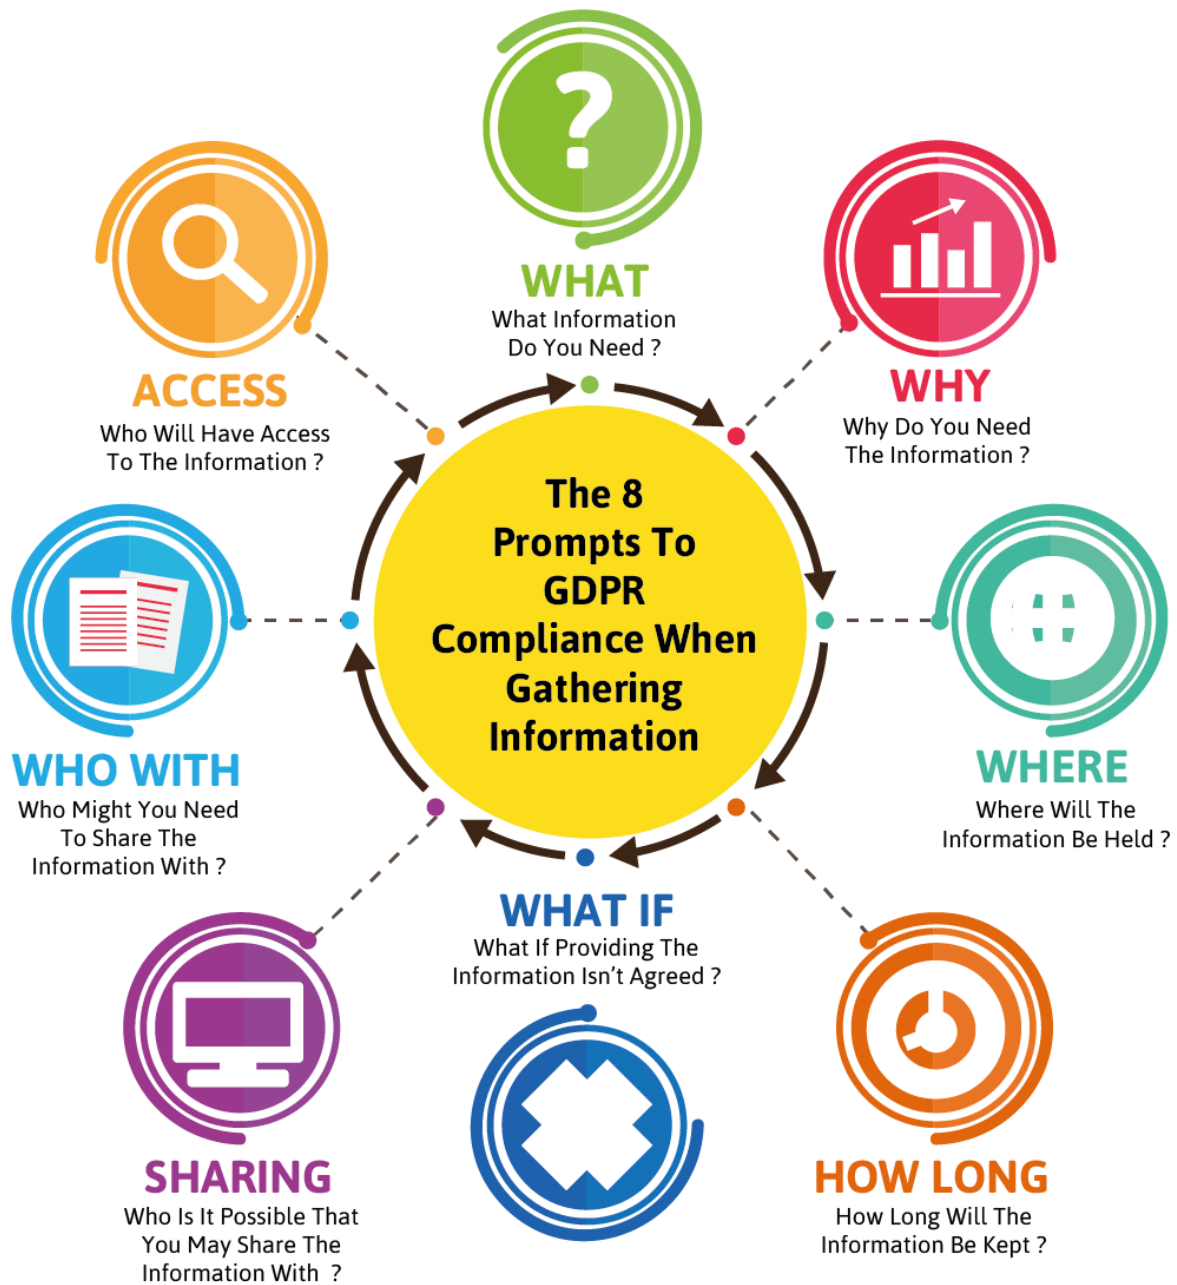 WHAT
What Information
Do You Need ?
WHY
Why Do You Need
The Information ?
WHERE
Where Will The
Information Be Held ?
HOW LONG
How Long Will The
Information Be Kept ?
WHAT IF
What If Providing The
Information Isn't Agreed ?
SHARING
Who Is It Possible That
You May Share The
Information With ?
WHO WITH
Who Might You Need
To Share The
Information With ?
ACCESS
Who Will Have Access
To The Information ?
The 8
Prompts To
GDPR
Compliance When
Gathering
Information